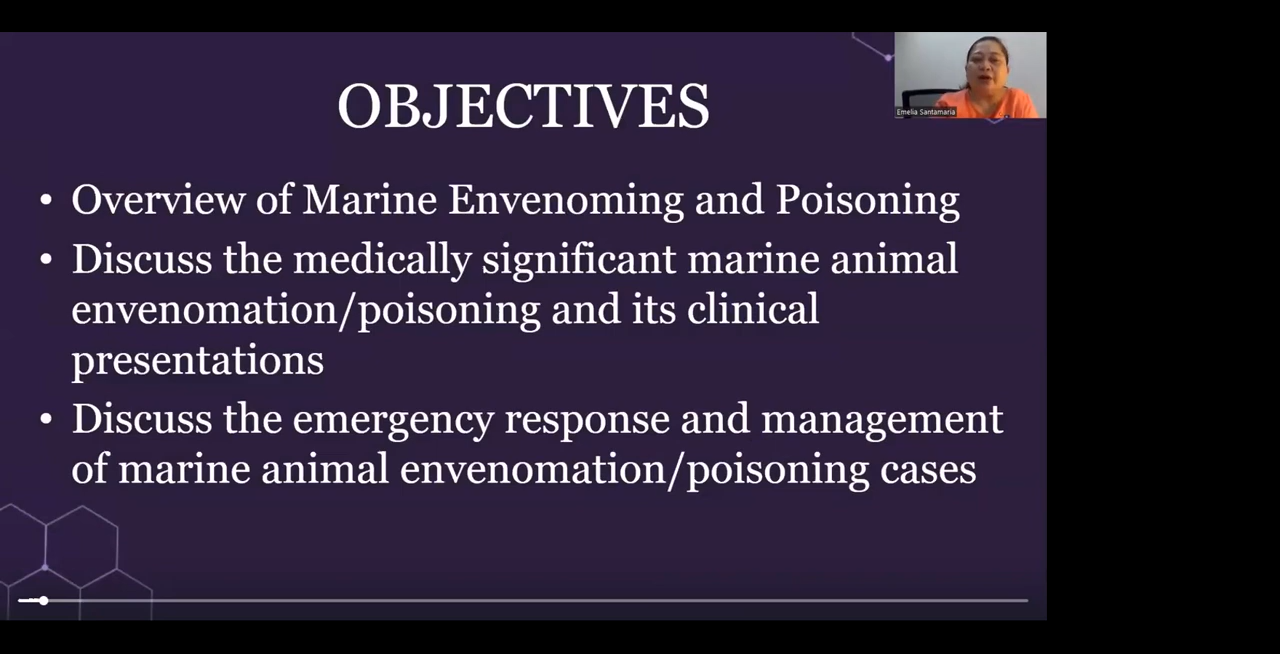 OBJECTIVES
Emelia Santamaria
• Overview of Marine Envenoming and Poisoning
• Discuss the medically significant marine animal
envenomation/poisoning and its clinical
presentations
• Discuss the emergency response and management
of marine animal envenomation/poisoning cases